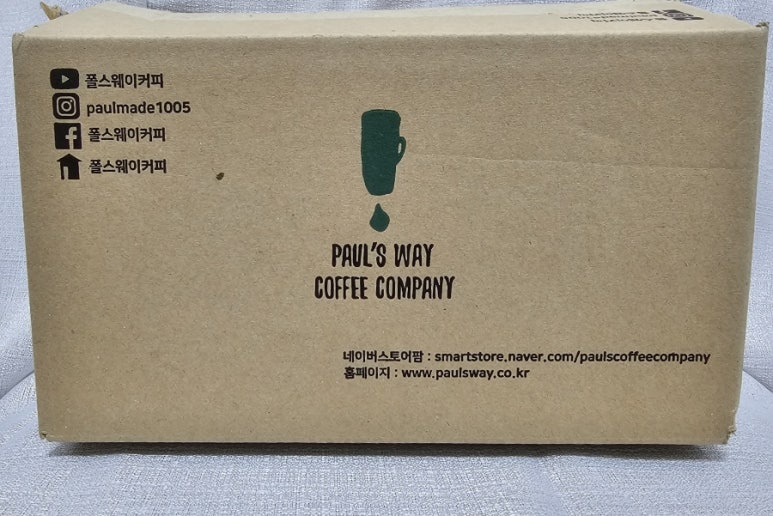 폴스웨이커피
paulmade1005
폴스웨이커피
폴스웨이커피
PAUL'S WAY
COFFEE COMPANY
네이버스토어팜 : smartstore.naver.com/paulscoffeecompany
홈페이지 : www.paulsway.co.kr